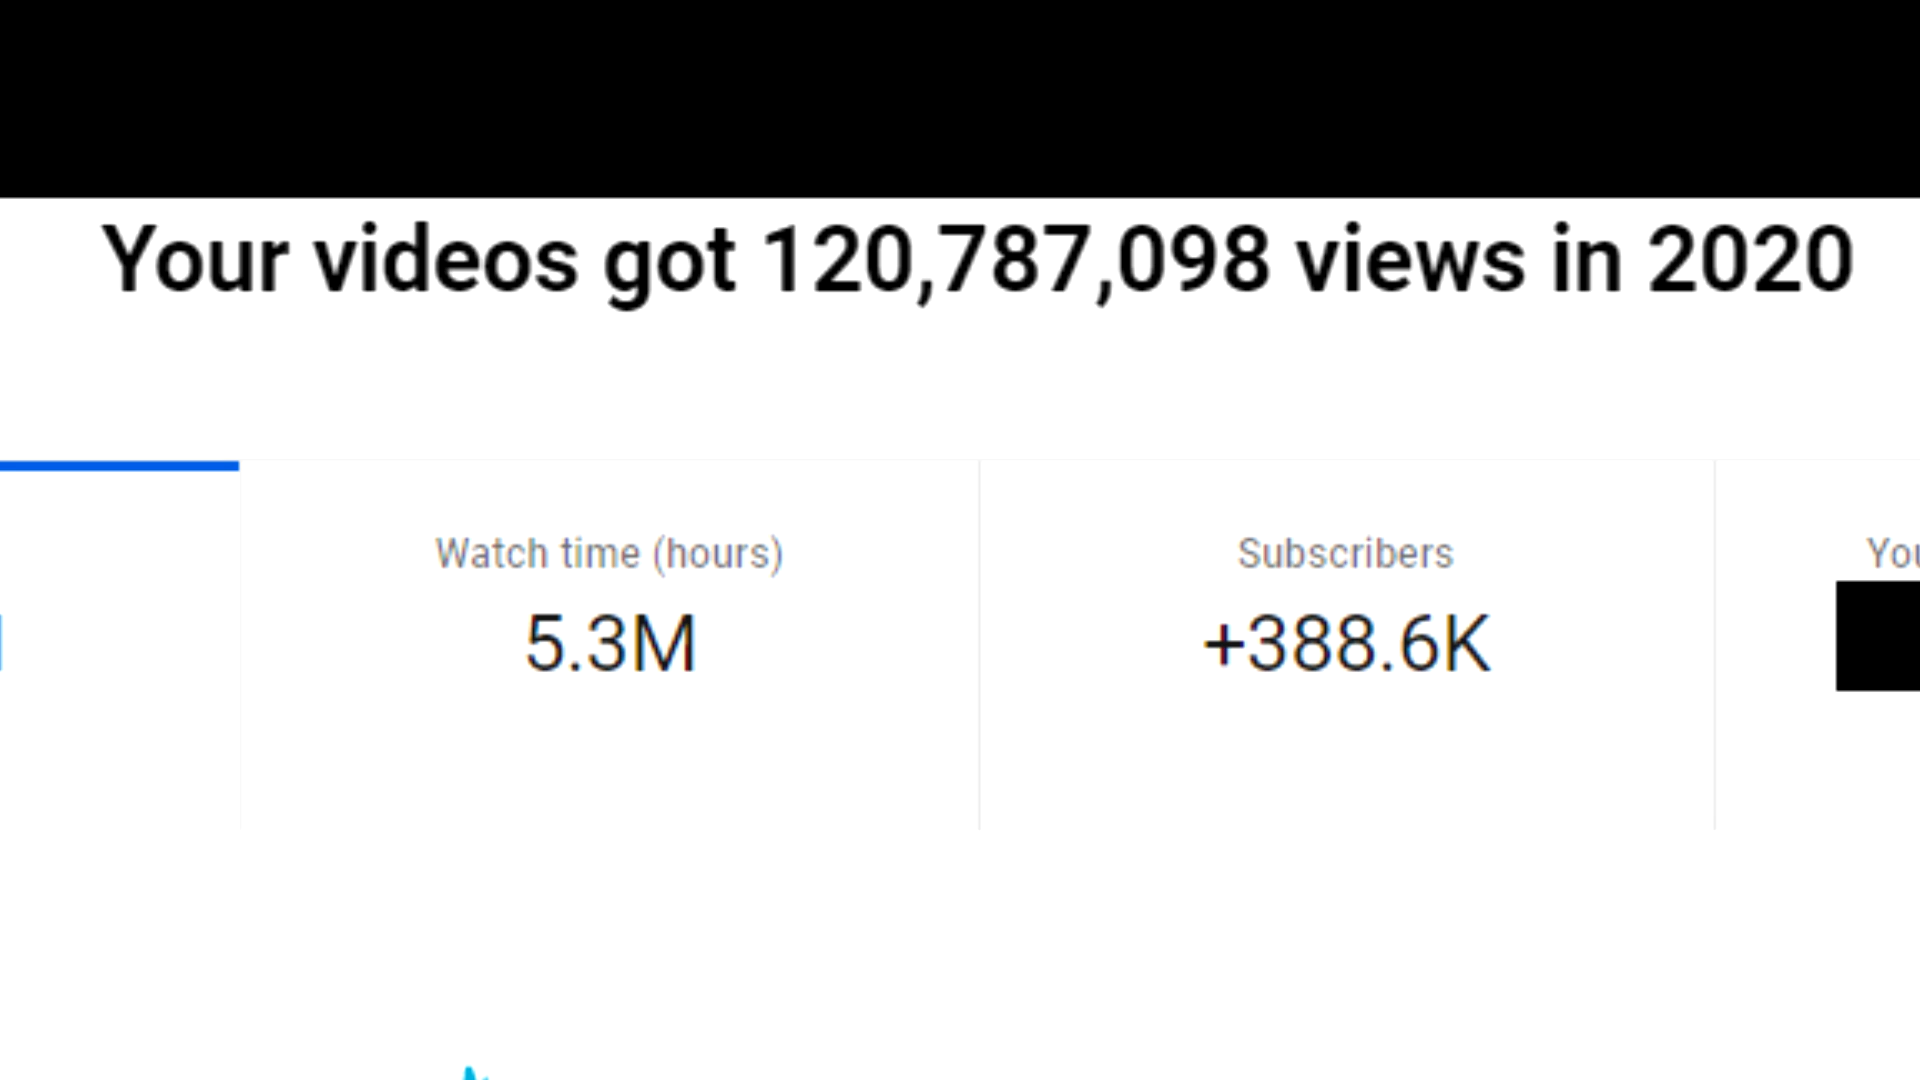 Your videos got 120,787,098 views in 2020
Watch time (hours)
Subscribers
5.3M
+388.6K